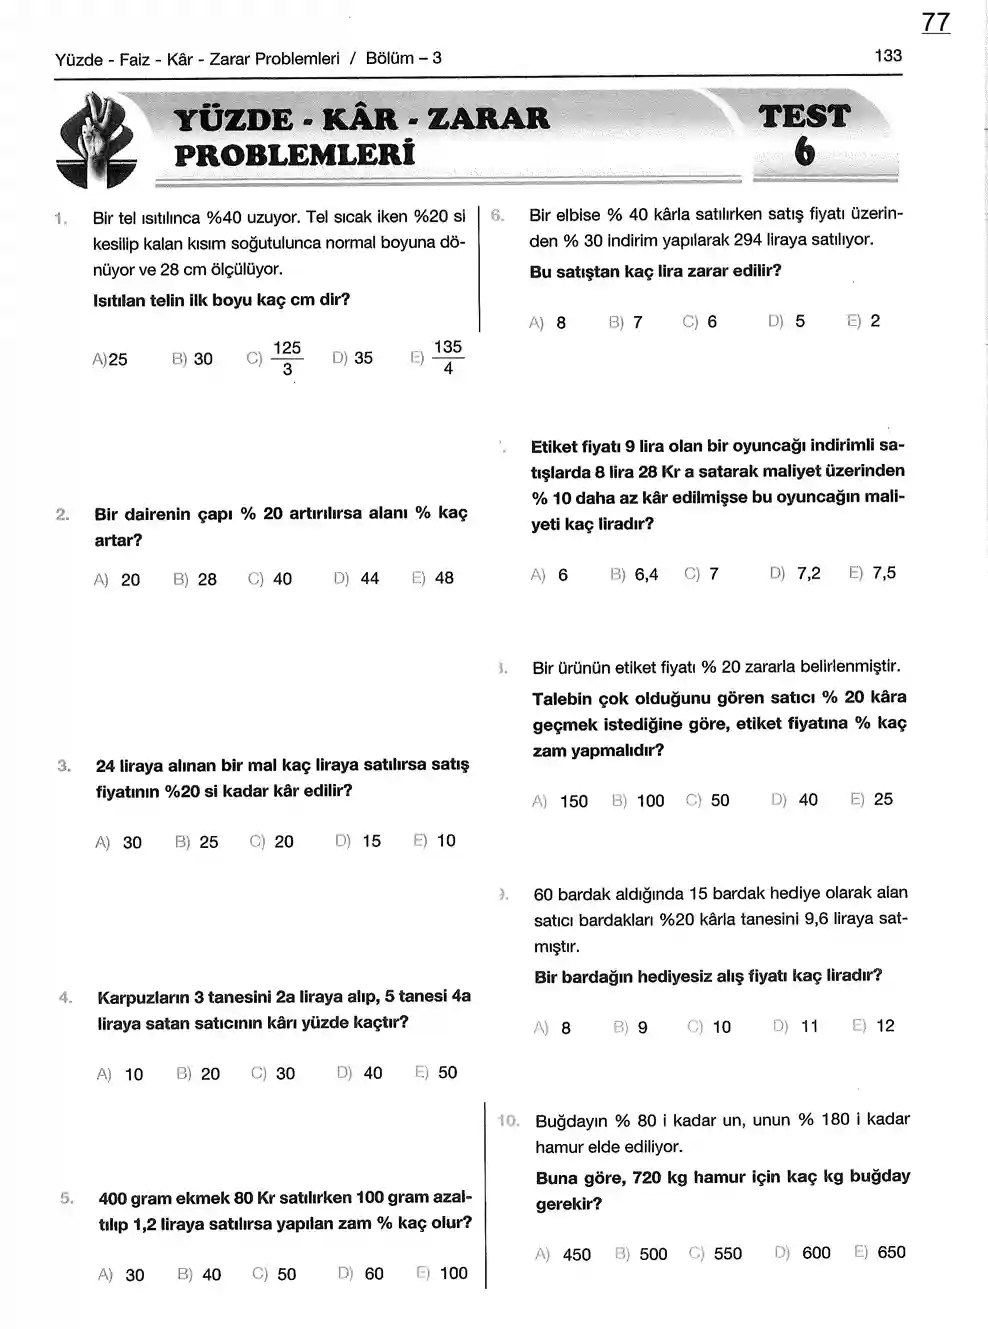 77
Yüzde - Faiz - Kâr - Zarar Problemleri / Bölüm – 3
133
YÜZDE - KÂR - ZARAR
PROBLEMLERİ
TEST
6
1. Bir tel ısıtılınca %40 uzuyor. Tel sıcak iken %20 si
kesilip kalan kısım soğutulunca normal boyuna dö-
nüyor ve 28 cm ölçülüyor.
Isıtılan telin ilk boyu kaç cm dir?
A)25 B) 30 C) 125/3 D) 35 E) 135/4
2. Bir dairenin çapı % 20 artırılırsa alanı % kaç
artar?
A) 20 B) 28 C) 40 D) 44 E) 48
3. 24 liraya alınan bir mal kaç liraya satılırsa satış
fiyatının %20 si kadar kâr edilir?
A) 30 B) 25 C) 20 D) 15 E) 10
4. Karpuzların 3 tanesini 2a liraya alıp, 5 tanesi 4a
liraya satan satıcının kârı yüzde kaçtır?
A) 10 B) 20 C) 30 D) 40 E) 50
5. 400 gram ekmek 80 Kr satılırken 100 gram azal-
tılıp 1,2 liraya satılırsa yapılan zam % kaç olur?
A) 30 B) 40 C) 50 D) 60 E) 100
6. Bir elbise % 40 kârla satılırken satış fiyatı üzerin-
den % 30 indirim yapılarak 294 liraya satılıyor.
Bu satıştan kaç lira zarar edilir?
A) 8 B) 7 C) 6 D) 5 E) 2
Etiket fiyatı 9 lira olan bir oyuncağı indirimli sa-
tışlarda 8 lira 28 Kr a satarak maliyet üzerinden
% 10 daha az kâr edilmişse bu oyuncağın mali-
yeti kaç liradır?
A) 6 B) 6,4 C) 7 D) 7,2 E) 7,5
Bir ürünün etiket fiyatı % 20 zararla belirlenmiştir.
Talebin çok olduğunu gören satıcı % 20 kâra
geçmek istediğine göre, etiket fiyatına % kaç
zam yapmalıdır?
A) 150 B) 100 C) 50 D) 40 E) 25
60 bardak aldığında 15 bardak hediye olarak alan
satıcı bardakları %20 kârla tanesini 9,6 liraya sat-
mıştır.
Bir bardağın hediyesiz alış fiyatı kaç liradır?
A) 8 B) 9 C) 10 D) 11 E) 12
10. Buğdayın % 80 i kadar un, unun % 180 i kadar
hamur elde ediliyor.
Buna göre, 720 kg hamur için kaç kg buğday
gerekir?
A) 450 B) 500 C) 550 D) 600 E) 650